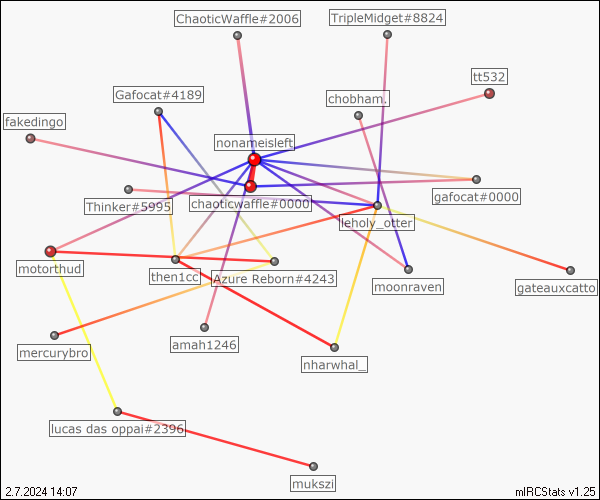 ChaoticWaffle#2006
TripleMidget#8824
tt532
Gafocat#4189
chobham.
fakedingo
nonameisleft
gafocat#0000
Thinker#5995
chaoticwaffle#0000
leholy_otter
motorthud
then1cc
Azure Reborn#4243
moonraven
gateauxcatto
mercurybro
amah1246
nharwhal_
lucas das oppai#2396
mukszi
2.7.2024 14:07
mIRCStats v1.25